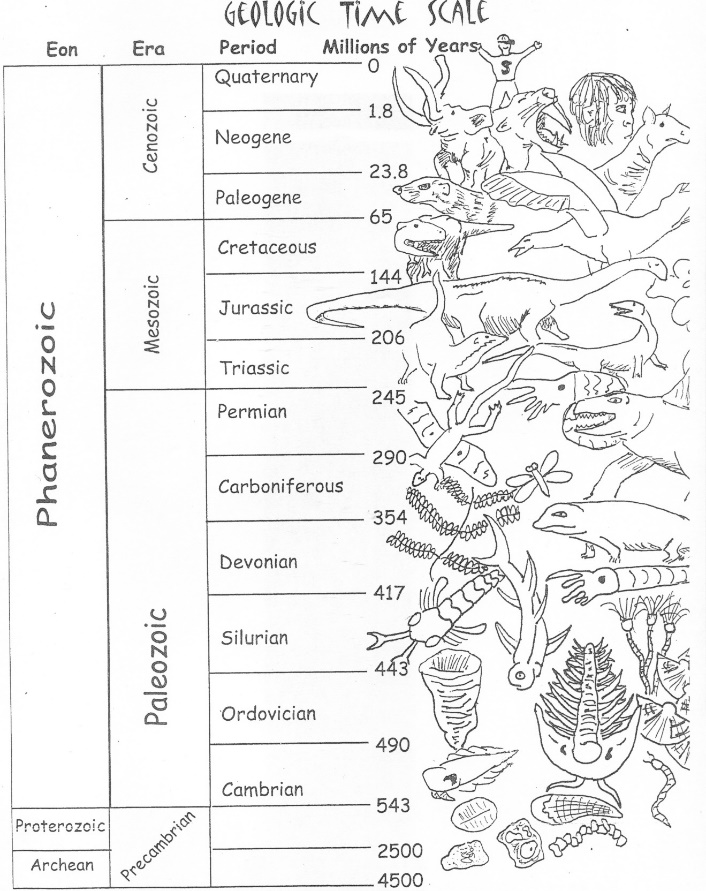 GEOLOGIC TIME SCALE
Eon Era Period Millions of Years
0
Quaternary
1.8
Cenozoic
Neogene
23.8
Paleogene
65
Cretaceous
144
Mesozoic
Jurassic
206
Triassic
245
Phanerozoic
Permian
290
Carboniferous
354
Devonian
417
Paleozoic
Silurian
443
Ordovician
490
Cambrian
543
Proterozoic
Precambrian
2500
Archean
4500
S